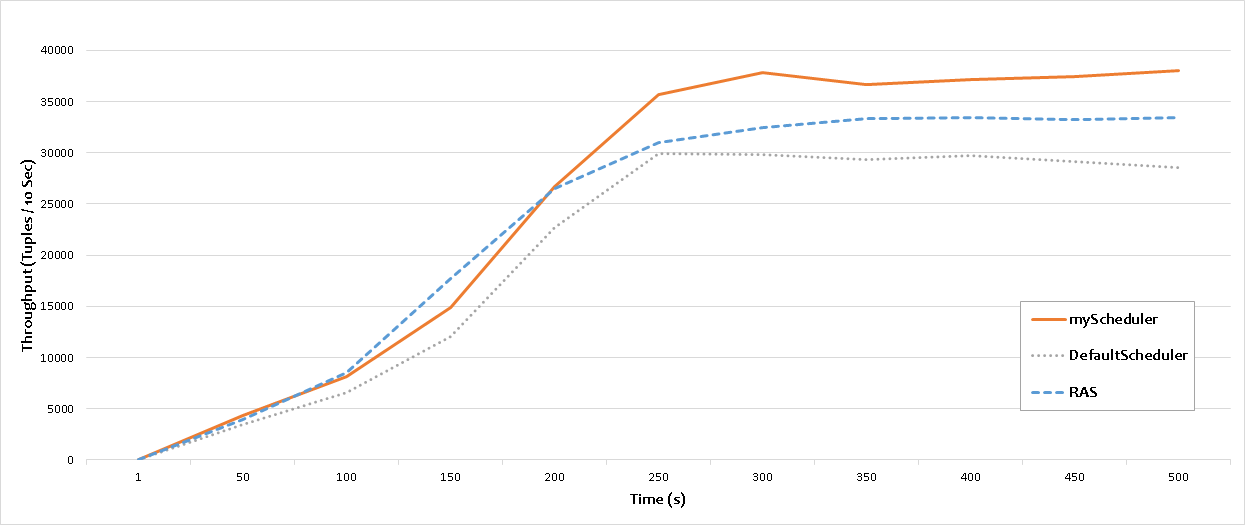 40000
35000
30000
25000
20000
15000
10000
5000
0
Throughput (Tuples / 10 Sec)
1 50 100 150 200 250 300 350 400 450 500
Time (s)
myScheduler
DefaultScheduler
RAS